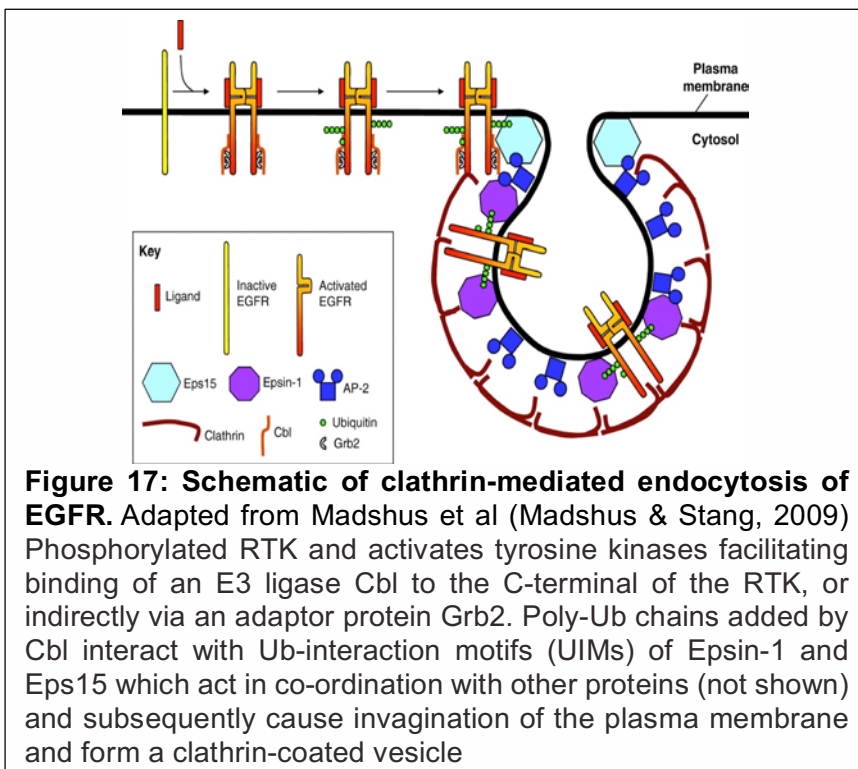 Plasma
membrane
Cytosol
Key
Ligand
Inactive
EGFR
Activated
EGFR
Eps15
Epsin-1
AP-2
Clathrin
Cbl
Ubiquitin
Grb2
Figure 17: Schematic of clathrin-mediated endocytosis of
EGFR. Adapted from Madshus et al (Madshus & Stang, 2009)
Phosphorylated RTK and activates tyrosine kinases facilitating
binding of an E3 ligase Cbl to the C-terminal of the RTK, or
indirectly via an adaptor protein Grb2. Poly-Ub chains added by
Cbl interact with Ub-interaction motifs (UIMs) of Epsin-1 and
Eps15 which act in co-ordination with other proteins (not shown)
and subsequently cause invagination of the plasma membrane
and form a clathrin-coated vesicle